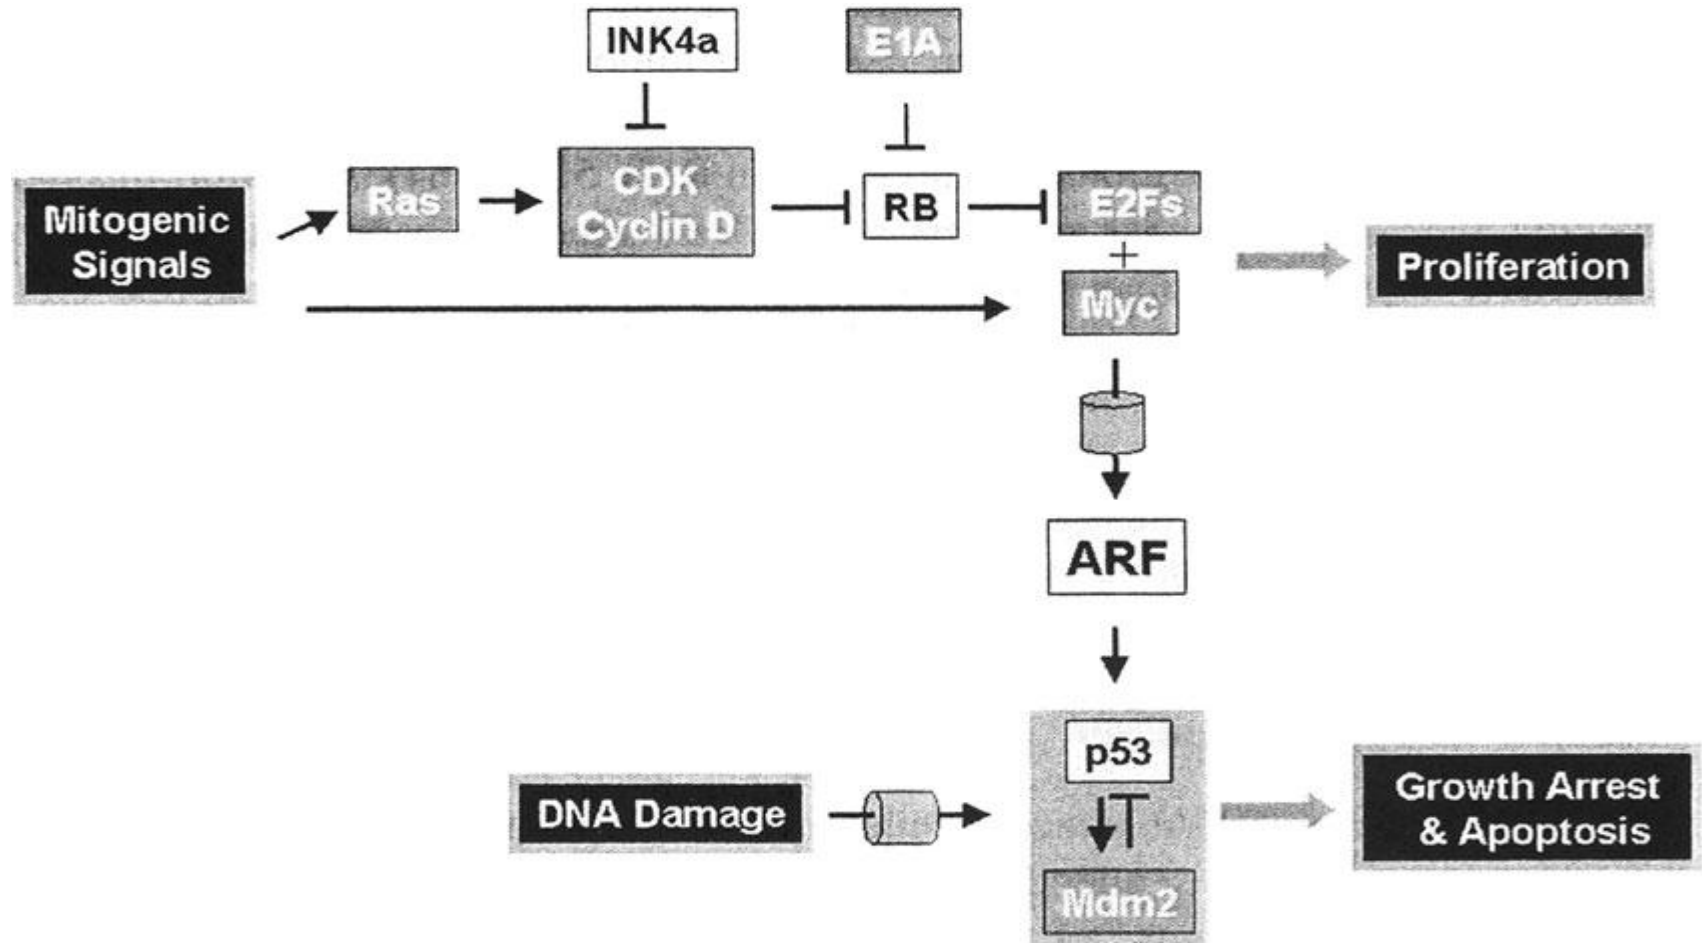 INK4a
E1A
Mitogenic
Signals
Ras
CDK
Cyclin D
RB
E2Fs
+
Myc
Proliferation
ARF
p53
DNA Damage
Mdm2
Growth Arrest
& Apoptosis